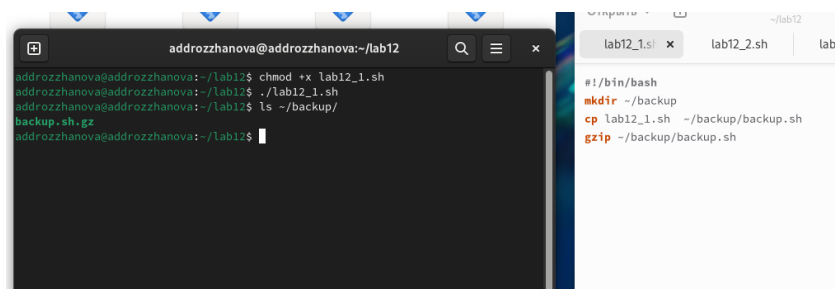 addrozzhanova@addrozzhanova:~/lab12
addrozzhanova@addrozzhanova:~/lab12$ chmod +x lab12_1.sh
addrozzhanova@addrozzhanova:~/lab12$ ./lab12_1.sh
addrozzhanova@addrozzhanova:~/lab12$ ls ~/backup/
backup.sh.gz
addrozzhanova@addrozzhanova:~/lab12$
Открыть
~/lab12
lab12_1.sh
lab12_2.sh
lab
#!/bin/bash
mkdir ~/backup
cp lab12_1.sh  ~/backup/backup.sh
gzip ~/backup/backup.sh